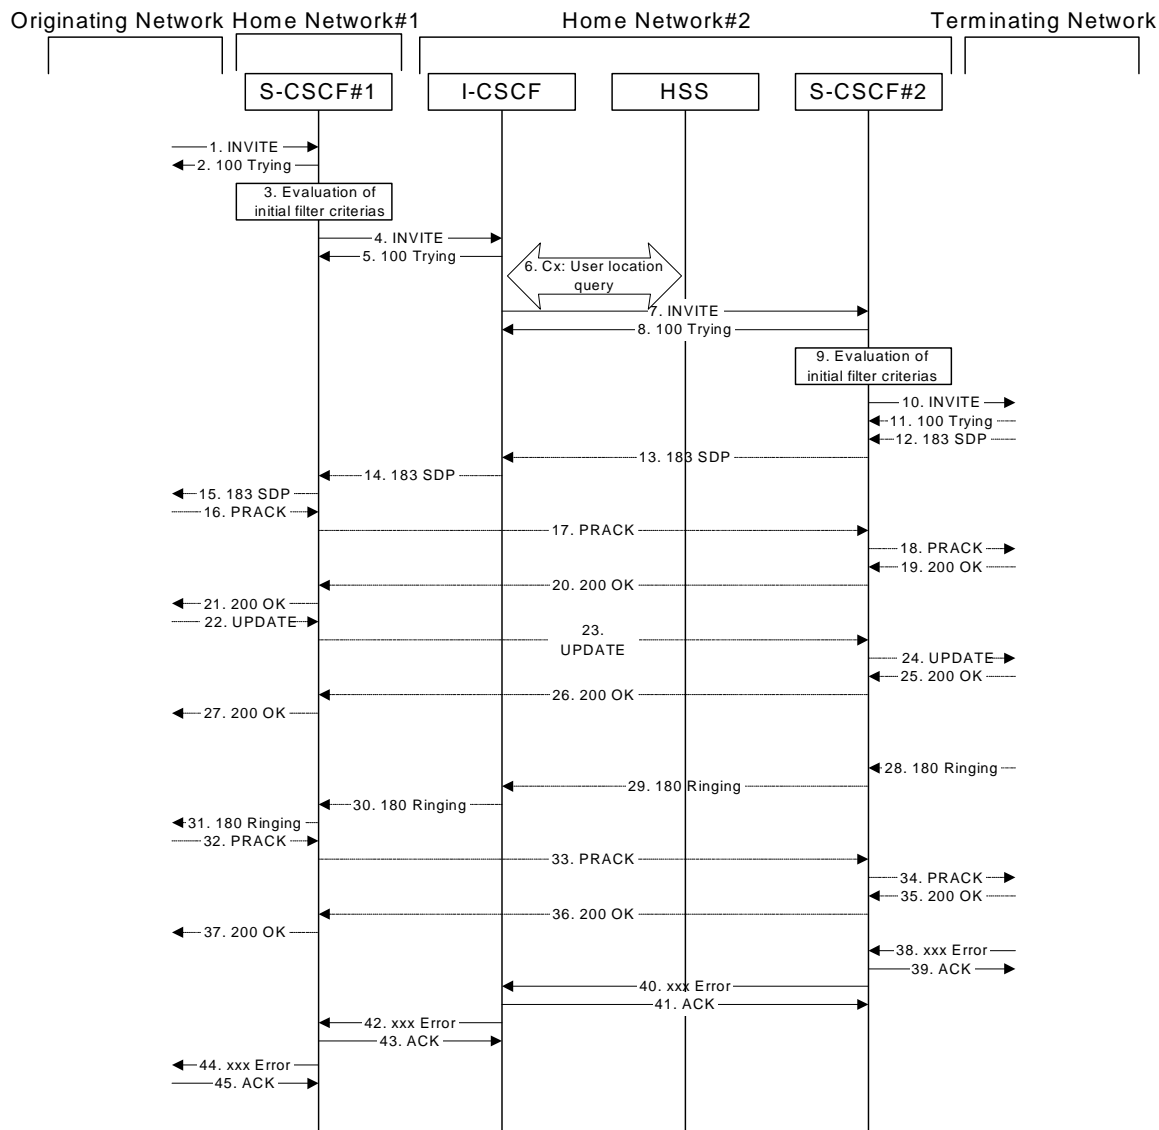 Originating Network Home Network#1 Home Network#2 Terminating Network
S-CSCF#1 I-CSCF HSS S-CSCF#2
1. INVITE
2. 100 Trying
3. Evaluation of
initial filter criterias
4. INVITE
5. 100 Trying
6. Cx: User location
query
7. INVITE
8. 100 Trying
9. Evaluation of
initial filter criterias
10. INVITE
11. 100 Trying
12. 183 SDP
13. 183 SDP
14. 183 SDP
15. 183 SDP
16. PRACK
17. PRACK
18. PRACK
19. 200 OK
20. 200 OK
21. 200 OK
22. UPDATE
23.
UPDATE
24. UPDATE
25. 200 OK
26. 200 OK
27. 200 OK
28. 180 Ringing
29. 180 Ringing
30. 180 Ringing
31. 180 Ringing
32. PRACK
33. PRACK
34. PRACK
35. 200 OK
36. 200 OK
37. 200 OK
38. xxx Error
39. ACK
40. xxx Error
41. ACK
42. xxx Error
43. ACK
44. xxx Error
45. ACK